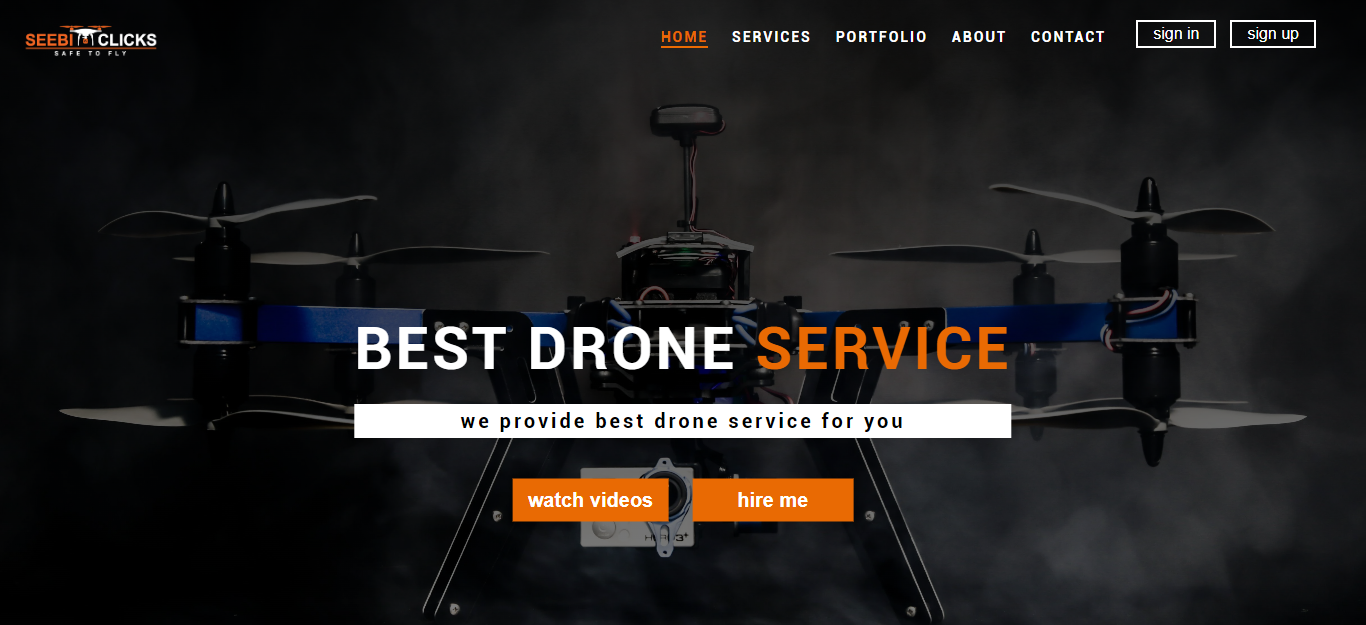 SEEBI CLICKS
SAFE TO FLY
HOME SERVICES PORTFOLIO ABOUT CONTACT sign in sign up
BEST DRONE SERVICE
we provide best drone service for you
watch videos hire me